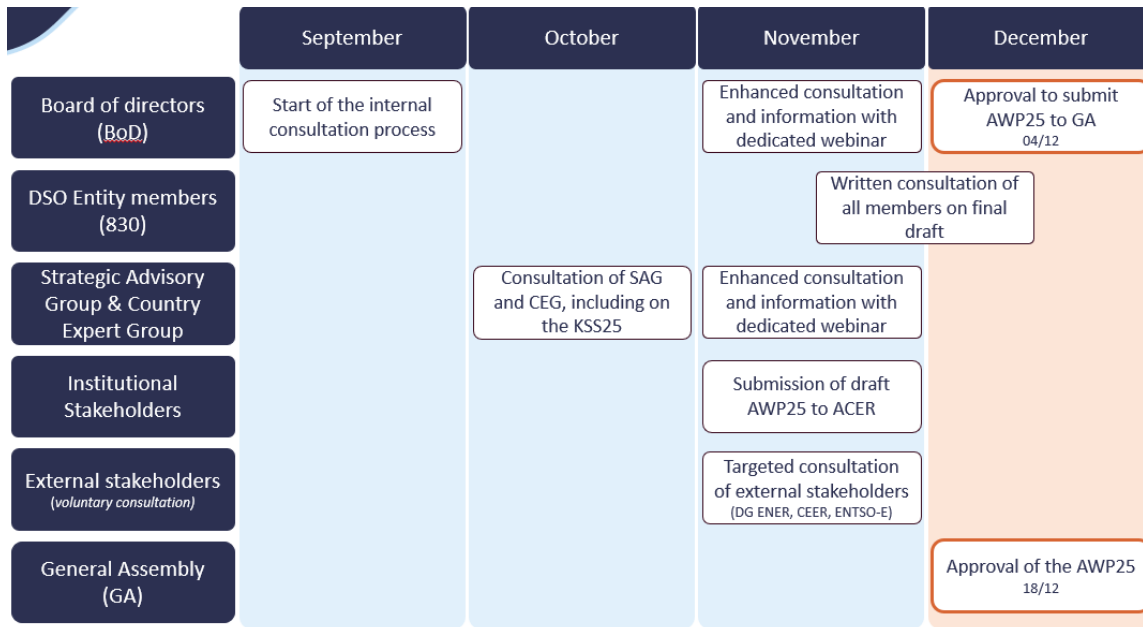 September
October
November
December
Board of directors
(BoD)
Start of the internal
consultation process
Enhanced consultation
and information with
dedicated webinar
Approval to submit
AWP25 to GA
04/12
DSO Entity members
(830)
Written consultation of
all members on final
draft
Strategic Advisory
Group & Country
Expert Group
Consultation of SAG
and CEG, including on
the KSS25
Enhanced consultation
and information with
dedicated webinar
Institutional
Stakeholders
Submission of draft
AWP25 to ACER
External stakeholders
(voluntary consultation)
Targeted consultation
of external stakeholders
(DG ENER, CEER, ENTSO-E)
General Assembly
(GA)
Approval of the AWP25
18/12